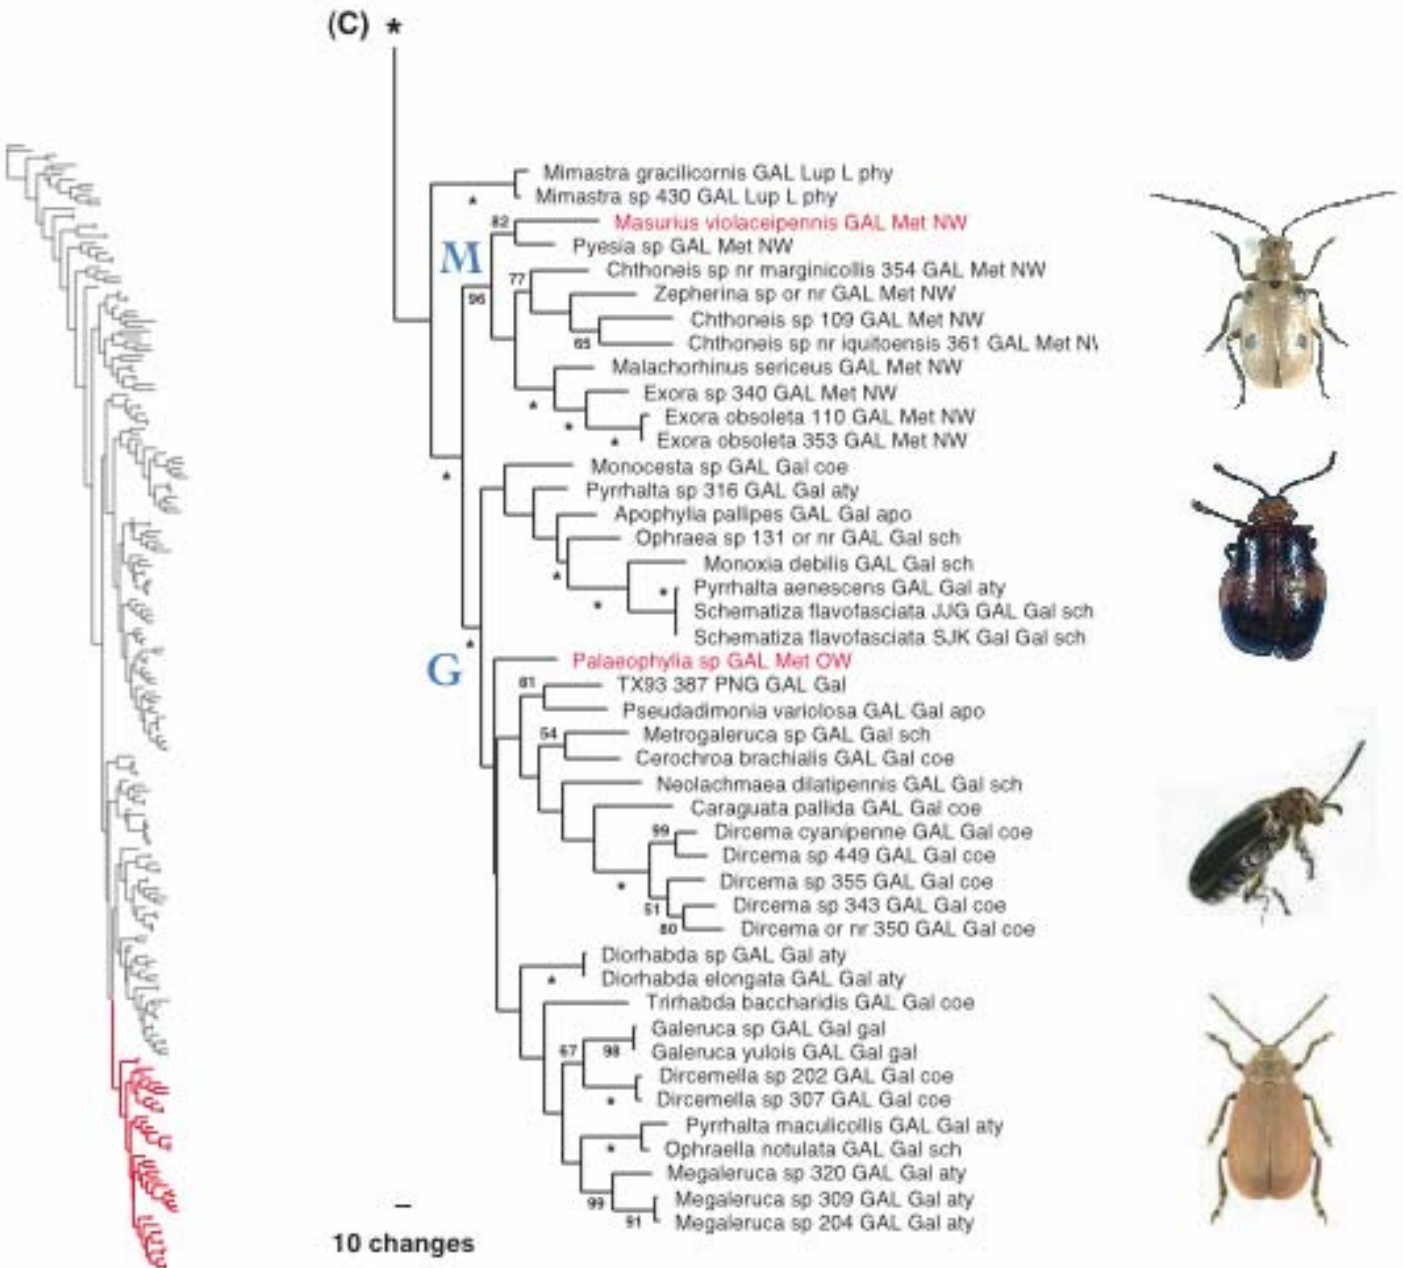 (C) *
Mimastra gracilicornis GAL Lup L phy
*
Mimastra sp 430 GAL Lup L phy
82
Masurius violaceipennis GAL Met NW
M
Pyesia sp GAL Met NW
77
Chthoneis sp nr marginicollis 354 GAL Met NW
96
Zepherina sp or nr GAL Met NW
Chthoneis sp 109 GAL Met NW
65
Chthoneis sp nr iquitoensis 361 GAL Met N\
Malachorhinus sericeus GAL Met NW
*
Exora sp 340 GAL Met NW
*
Exora obsoleta 110 GAL Met NW
*
Exora obsoleta 353 GAL Met NW
*
Monocesta sp GAL Gal coe
Pyrrhalta sp 316 GAL Gal aty
Apophylia pallipes GAL Gal apo
Ophraea sp 131 or nr GAL Gal sch
*
Monoxia debilis GAL Gal sch
*
Pyrrhalta aenescens GAL Gal aty
*
Schematiza flavofasciata JJG GAL Gal sch
Schematiza flavofasciata SJK Gal Gal sch
*
G
Palaeophylia sp GAL Met OW
81
TX93 387 PNG GAL Gal
Pseudadimonia variolosa GAL Gal apo
54
Metrogaleruca sp GAL Gal sch
Cerochroa brachialis GAL Gal coe
Neolachmaea dilatipennis GAL Gal sch
Caraguata pallida GAL Gal coe
99
Dircema cyanipenne GAL Gal coe
Dircema sp 449 GAL Gal coe
*
Dircema sp 355 GAL Gal coe
51
Dircema sp 343 GAL Gal coe
80
Dircema or nr 350 GAL Gal coe
Diorhabda sp GAL Gal aty
*
Diorhabda elongata GAL Gal aty
Trirhabda baccharidis GAL Gal coe
Galeruca sp GAL Gal gal
67
98
Galeruca yulois GAL Gal gal
Dircemella sp 202 GAL Gal coe
*
Dircemella sp 307 GAL Gal coe
Pyrrhalta maculicollis GAL Gal aty
*
Ophraella notulata GAL Gal sch
Megaleruca sp 320 GAL Gal aty
99
Megaleruca sp 309 GAL Gal aty
91
Megaleruca sp 204 GAL Gal aty
10 changes